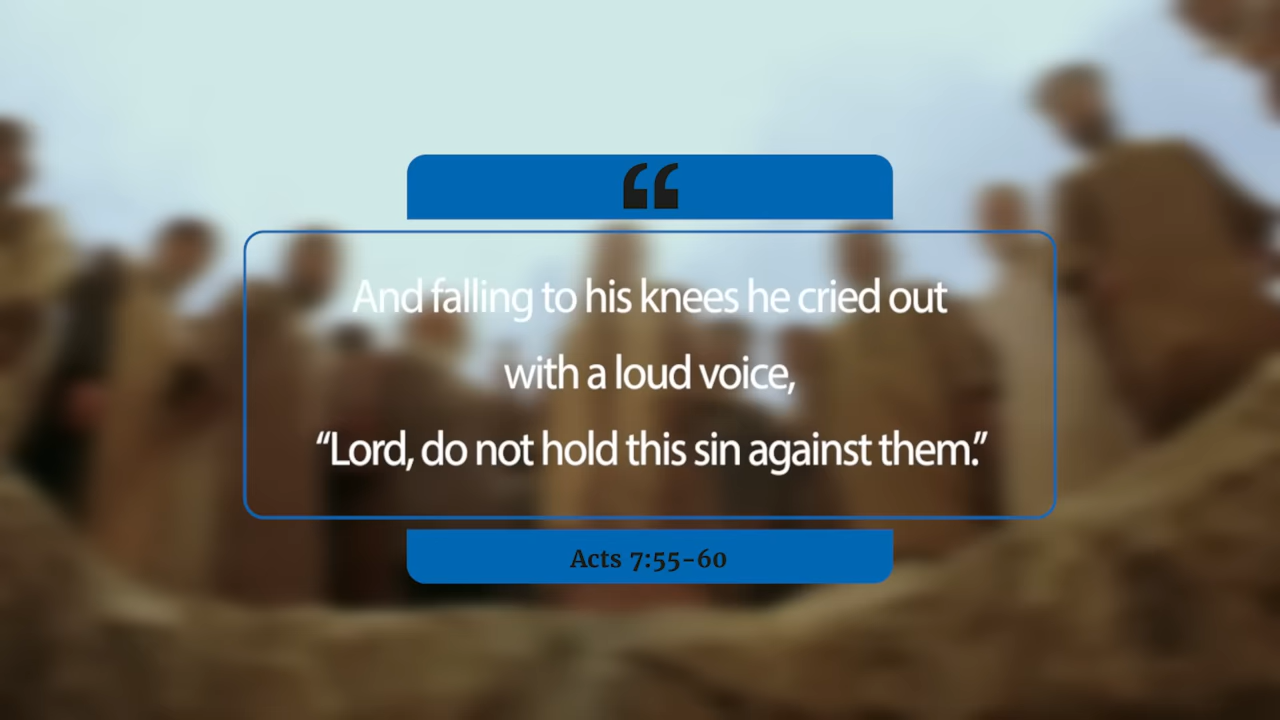 “
And falling to his knees he cried out
with a loud voice,
“Lord, do not hold this sin against them.”
Acts 7:55-60